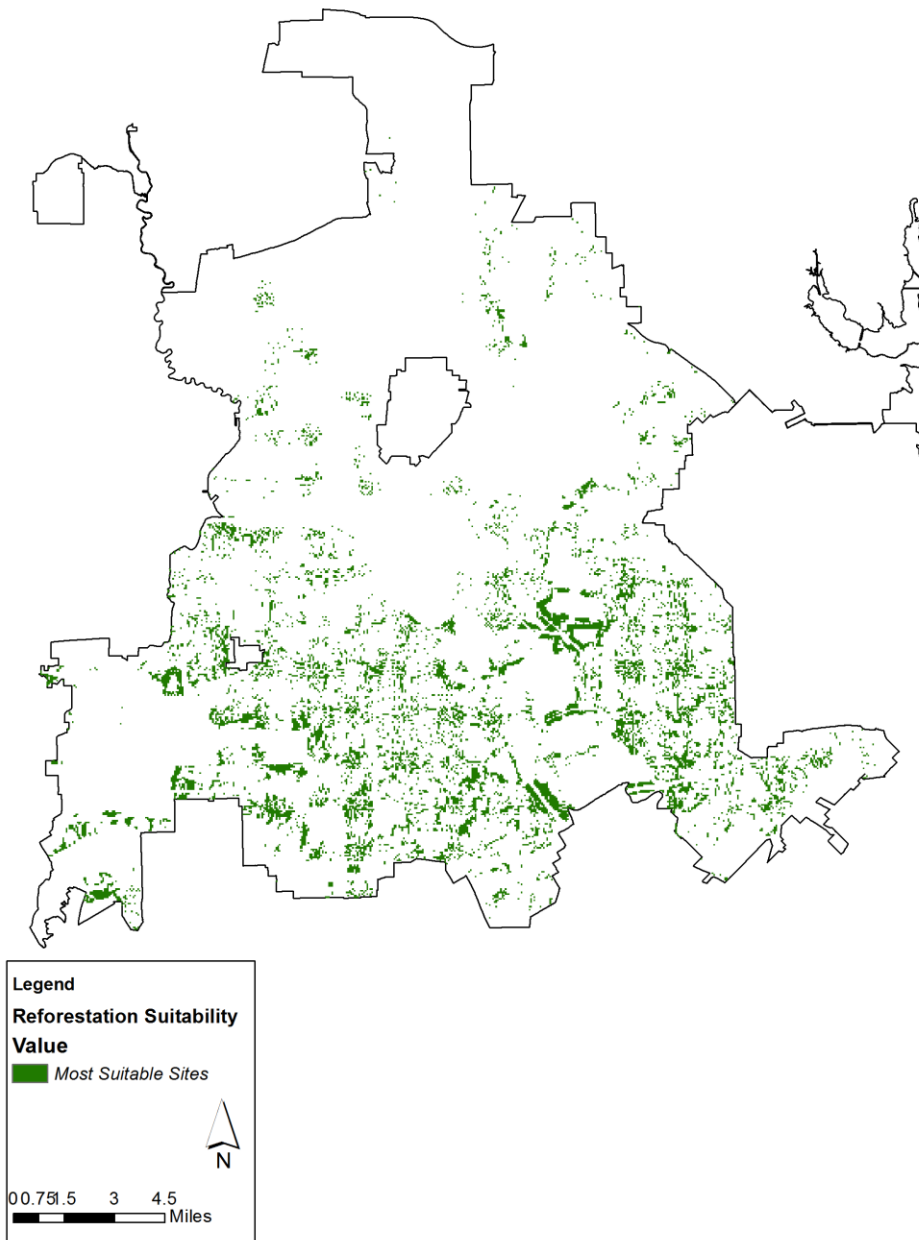 Legend
Reforestation Suitability
Value
Most Suitable Sites
N
0 0.75 1.5 3 4.5
Miles